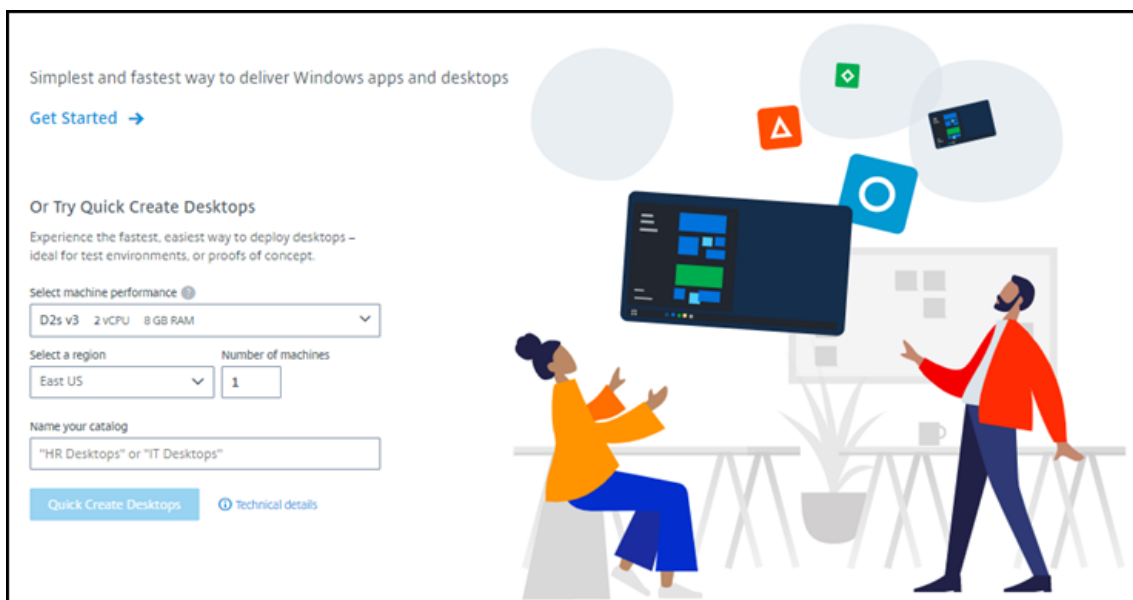 Simplest and fastest way to deliver Windows apps and desktops
Get Started →
Or Try Quick Create Desktops
Experience the fastest, easiest way to deploy desktops –
ideal for test environments, or proofs of concept.
Select machine performance ?
D2s v3 2 vCPU 8 GB RAM
Select a region Number of machines
East US 1
Name your catalog
"HR Desktops" or "IT Desktops"
Quick Create Desktops Technical details